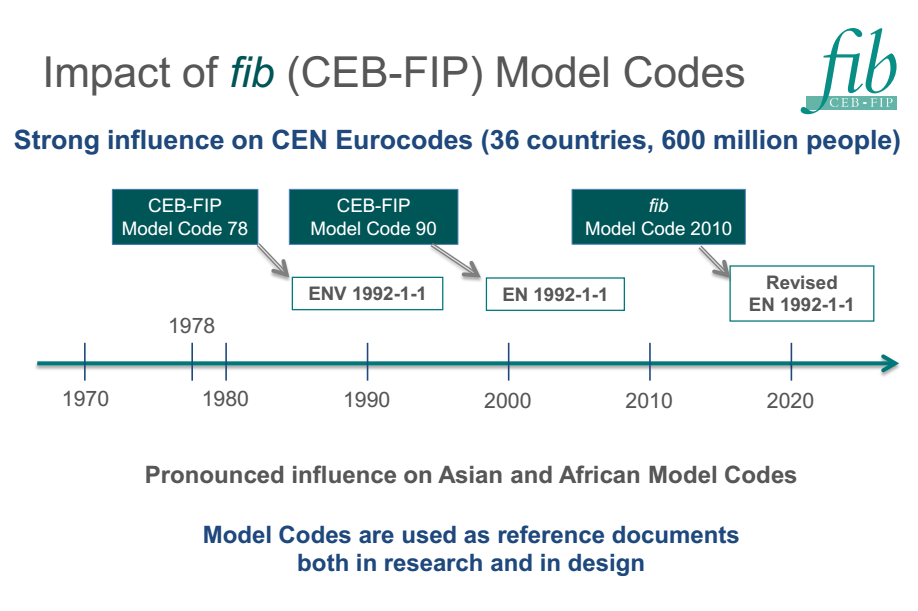 Impact of fib (CEB-FIP) Model Codes
fib
CEB-FIP
Strong influence on CEN Eurocodes (36 countries, 600 million people)
CEB-FIP
Model Code 78
CEB-FIP
Model Code 90
fib
Model Code 2010
ENV 1992-1-1
EN 1992-1-1
Revised
EN 1992-1-1
1978
1970
1980
1990
2000
2010
2020
Pronounced influence on Asian and African Model Codes
Model Codes are used as reference documents
both in research and in design